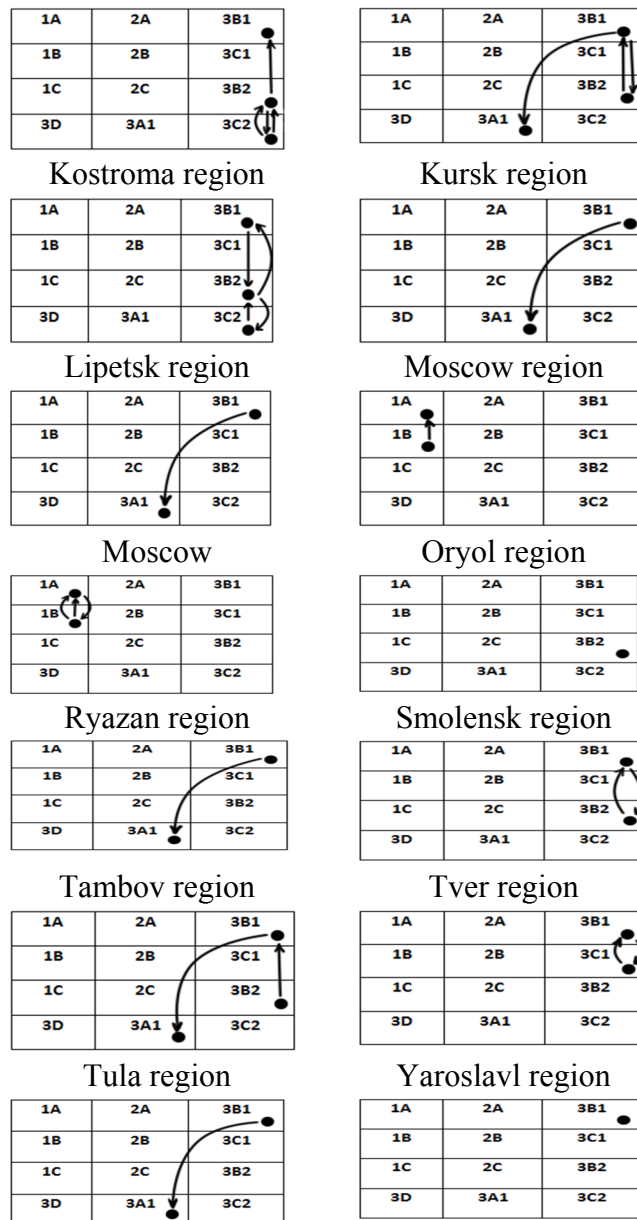 1A 2A 3B1
1B 2B 3C1
1C 2C 3B2
3D 3A1 3C2
Kostroma region
1A 2A 3B1
1B 2B 3C1
1C 2C 3B2
3D 3A1 3C2
Kursk region
1A 2A 3B1
1B 2B 3C1
1C 2C 3B2
3D 3A1 3C2
Lipetsk region
1A 2A 3B1
1B 2B 3C1
1C 2C 3B2
3D 3A1 3C2
Moscow region
1A 2A 3B1
1B 2B 3C1
1C 2C 3B2
3D 3A1 3C2
Moscow
1A 2A 3B1
1B 2B 3C1
1C 2C 3B2
3D 3A1 3C2
Oryol region
1A 2A 3B1
1B 2B 3C1
1C 2C 3B2
3D 3A1 3C2
Ryazan region
1A 2A 3B1
1B 2B 3C1
1C 2C 3B2
3D 3A1 3C2
Smolensk region
1A 2A 3B1
1B 2B 3C1
1C 2C 3B2
3D 3A1 3C2
Tambov region
1A 2A 3B1
1B 2B 3C1
1C 2C 3B2
3D 3A1 3C2
Tver region
1A 2A 3B1
1B 2B 3C1
1C 2C 3B2
3D 3A1 3C2
Tula region
1A 2A 3B1
1B 2B 3C1
1C 2C 3B2
3D 3A1 3C2
Yaroslavl region
1A 2A 3B1
1B 2B 3C1
1C 2C 3B2
3D 3A1 3C2
1A 2A 3B1
1B 2B 3C1
1C 2C 3B2
3D 3A1 3C2